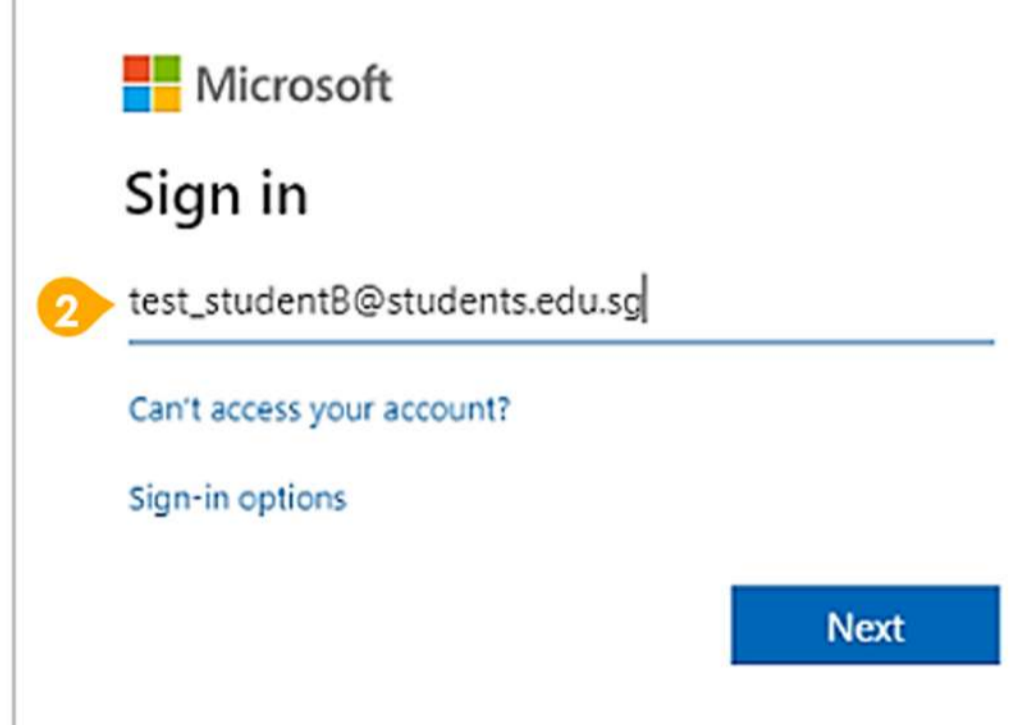 Microsoft
Sign in
2 test_studentB@students.edu.sg
Can't access your account?
Sign-in options
Next